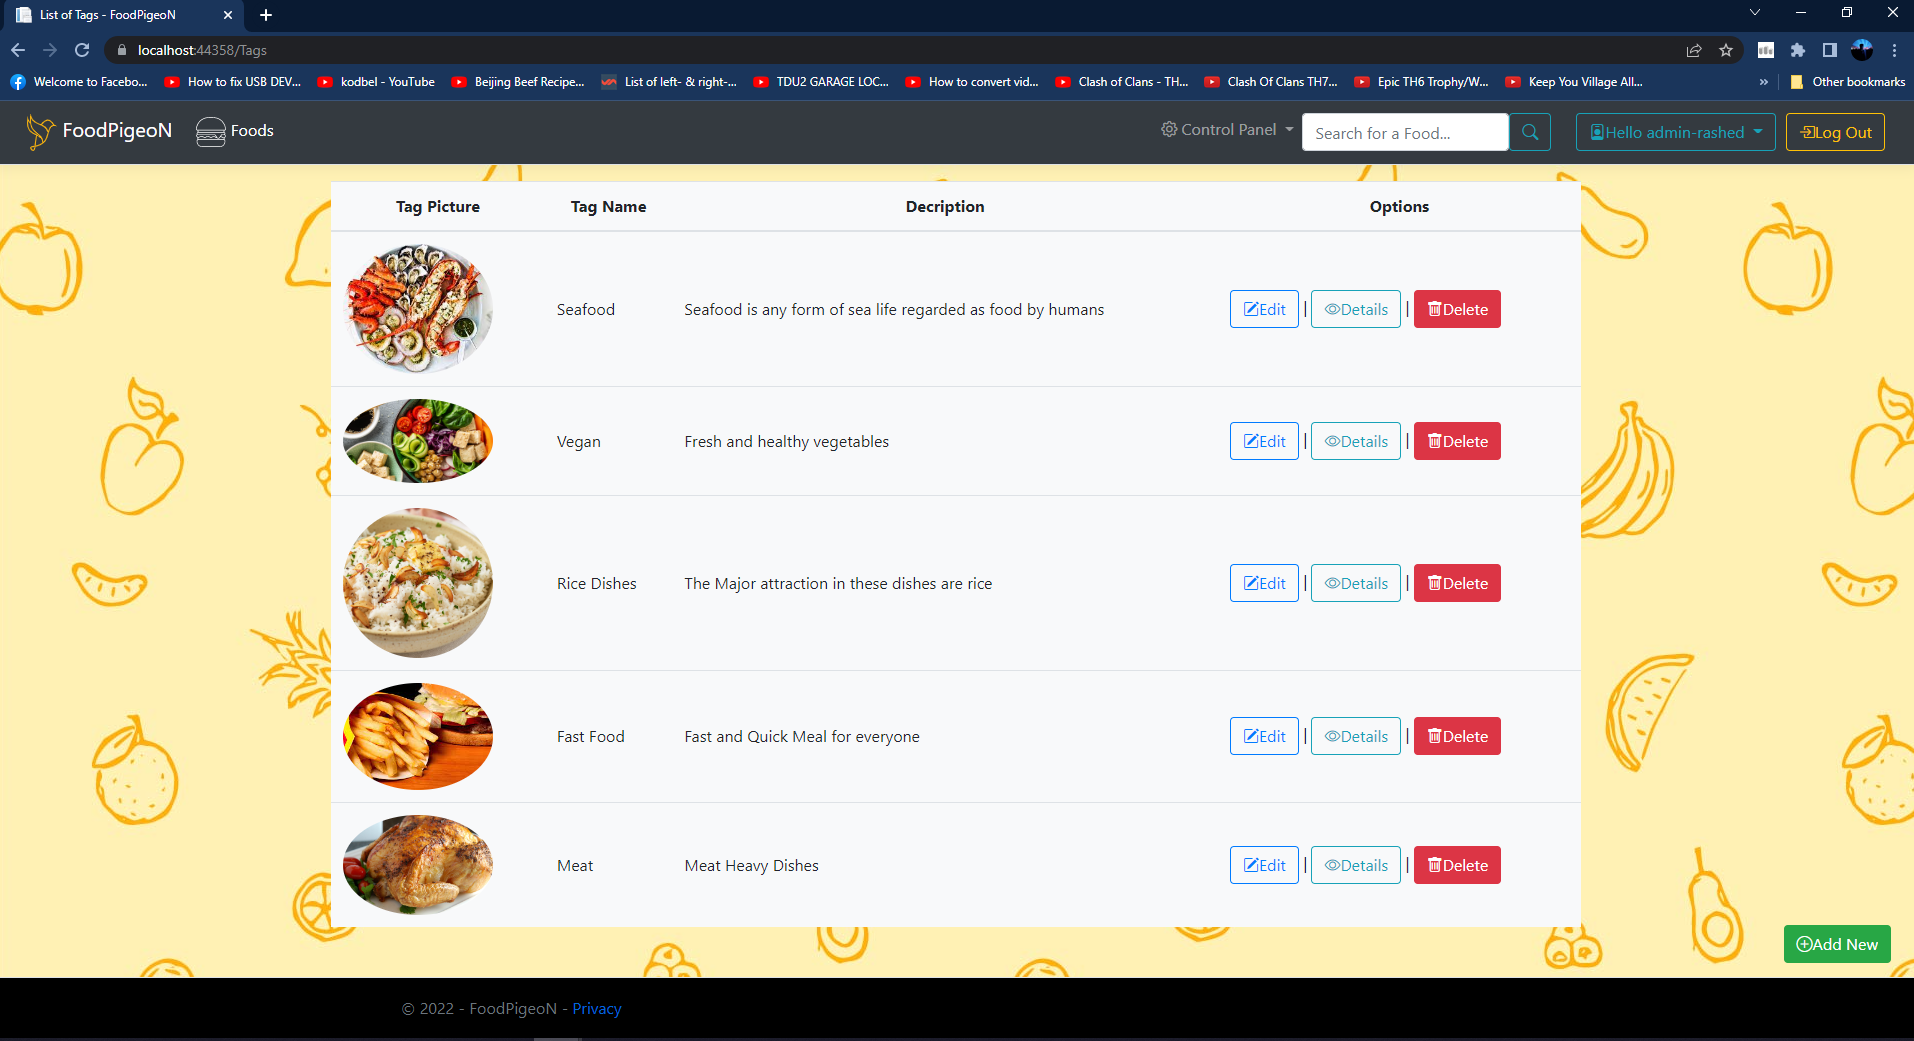 List of Tags - FoodPigeoN
localhost:44358/Tags
Welcome to Facebo... How to fix USB DEV... kodbel - YouTube Beijing Beef Recipe... List of left- & right-... TDU2 GARAGE LOC... How to convert vid... Clash of Clans - TH... Clash Of Clans TH7... Epic TH6 Trophy/W... Keep You Village All... » Other bookmarks
FoodPigeoN Foods Control Panel Search for a Food... Hello admin-rashed Log Out
Tag Picture Tag Name Decription Options
Seafood Seafood is any form of sea life regarded as food by humans Edit | Details | Delete
Vegan Fresh and healthy vegetables Edit | Details | Delete
Rice Dishes The Major attraction in these dishes are rice Edit | Details | Delete
Fast Food Fast and Quick Meal for everyone Edit | Details | Delete
Meat Meat Heavy Dishes Edit | Details | Delete
Add New
© 2022 - FoodPigeoN - Privacy